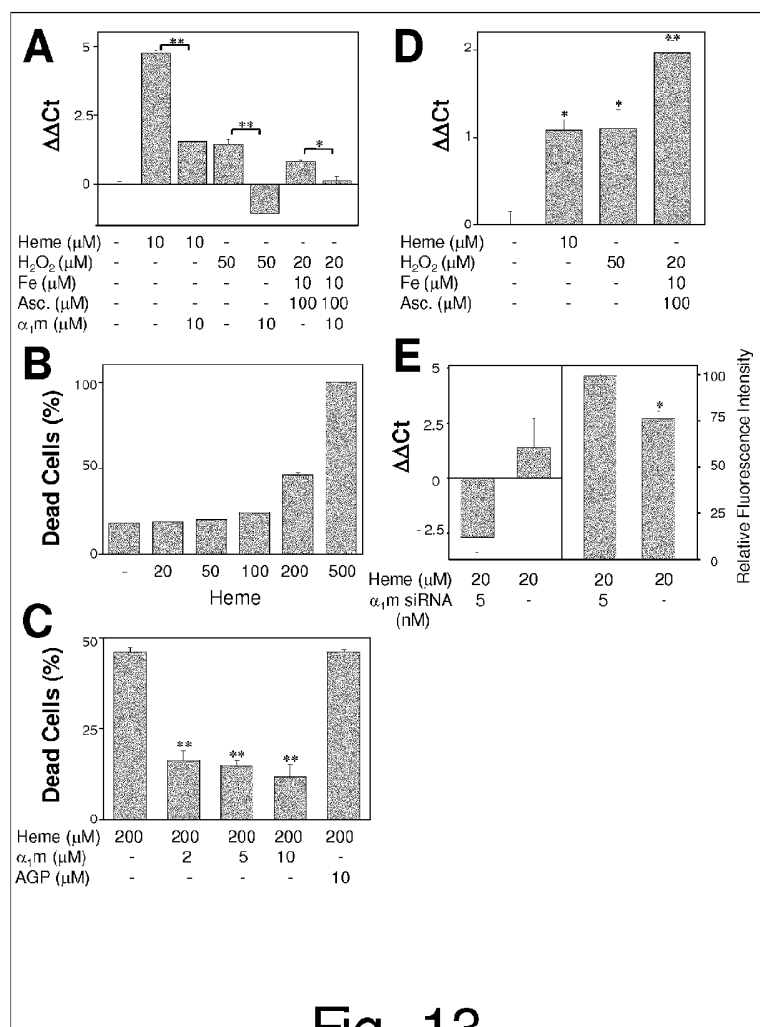 A
ΔΔCt
5
**
2.5
**
*
0
Heme (μM) - 10 10 - - - -
H₂O₂ (μM) - - - 50 50 20 20
Fe (μM) - - - - - 10 10
Asc. (μM) - - - - - 100 100
α₁m (μM) - - 10 - 10 - 10
B
Dead Cells (%)
100
50
0
- 20 50 100 200 500
Heme
C
Dead Cells (%)
50
25
** ** **
0
Heme (μM) 200 200 200 200 200
α₁m (μM) - 2 5 10 -
AGP (μM) - - - - 10
D
ΔΔCt
2
**
* *
1
0
Heme (μM) - 10 - -
H₂O₂ (μM) - - 50 20
Fe (μM) - - - 10
Asc. (μM) - - - 100
E
ΔΔCt
5
2.5
0
-2.5
*
100
75
50
25
0
Relative Fluorescence Intensity
Heme (μM) 20 20 20 20
α₁m siRNA 5 - 5 -
(nM)
Fig. 13